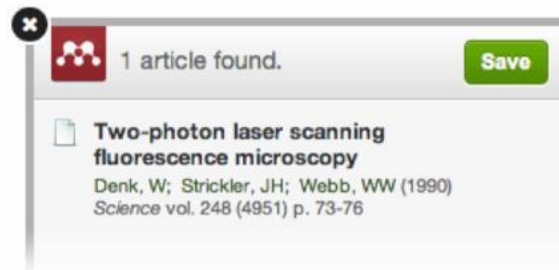 1 article found.
Save
Two-photon laser scanning
fluorescence microscopy
Denk, W; Strickler, JH; Webb, WW (1990)
Science vol. 248 (4951) p. 73-76